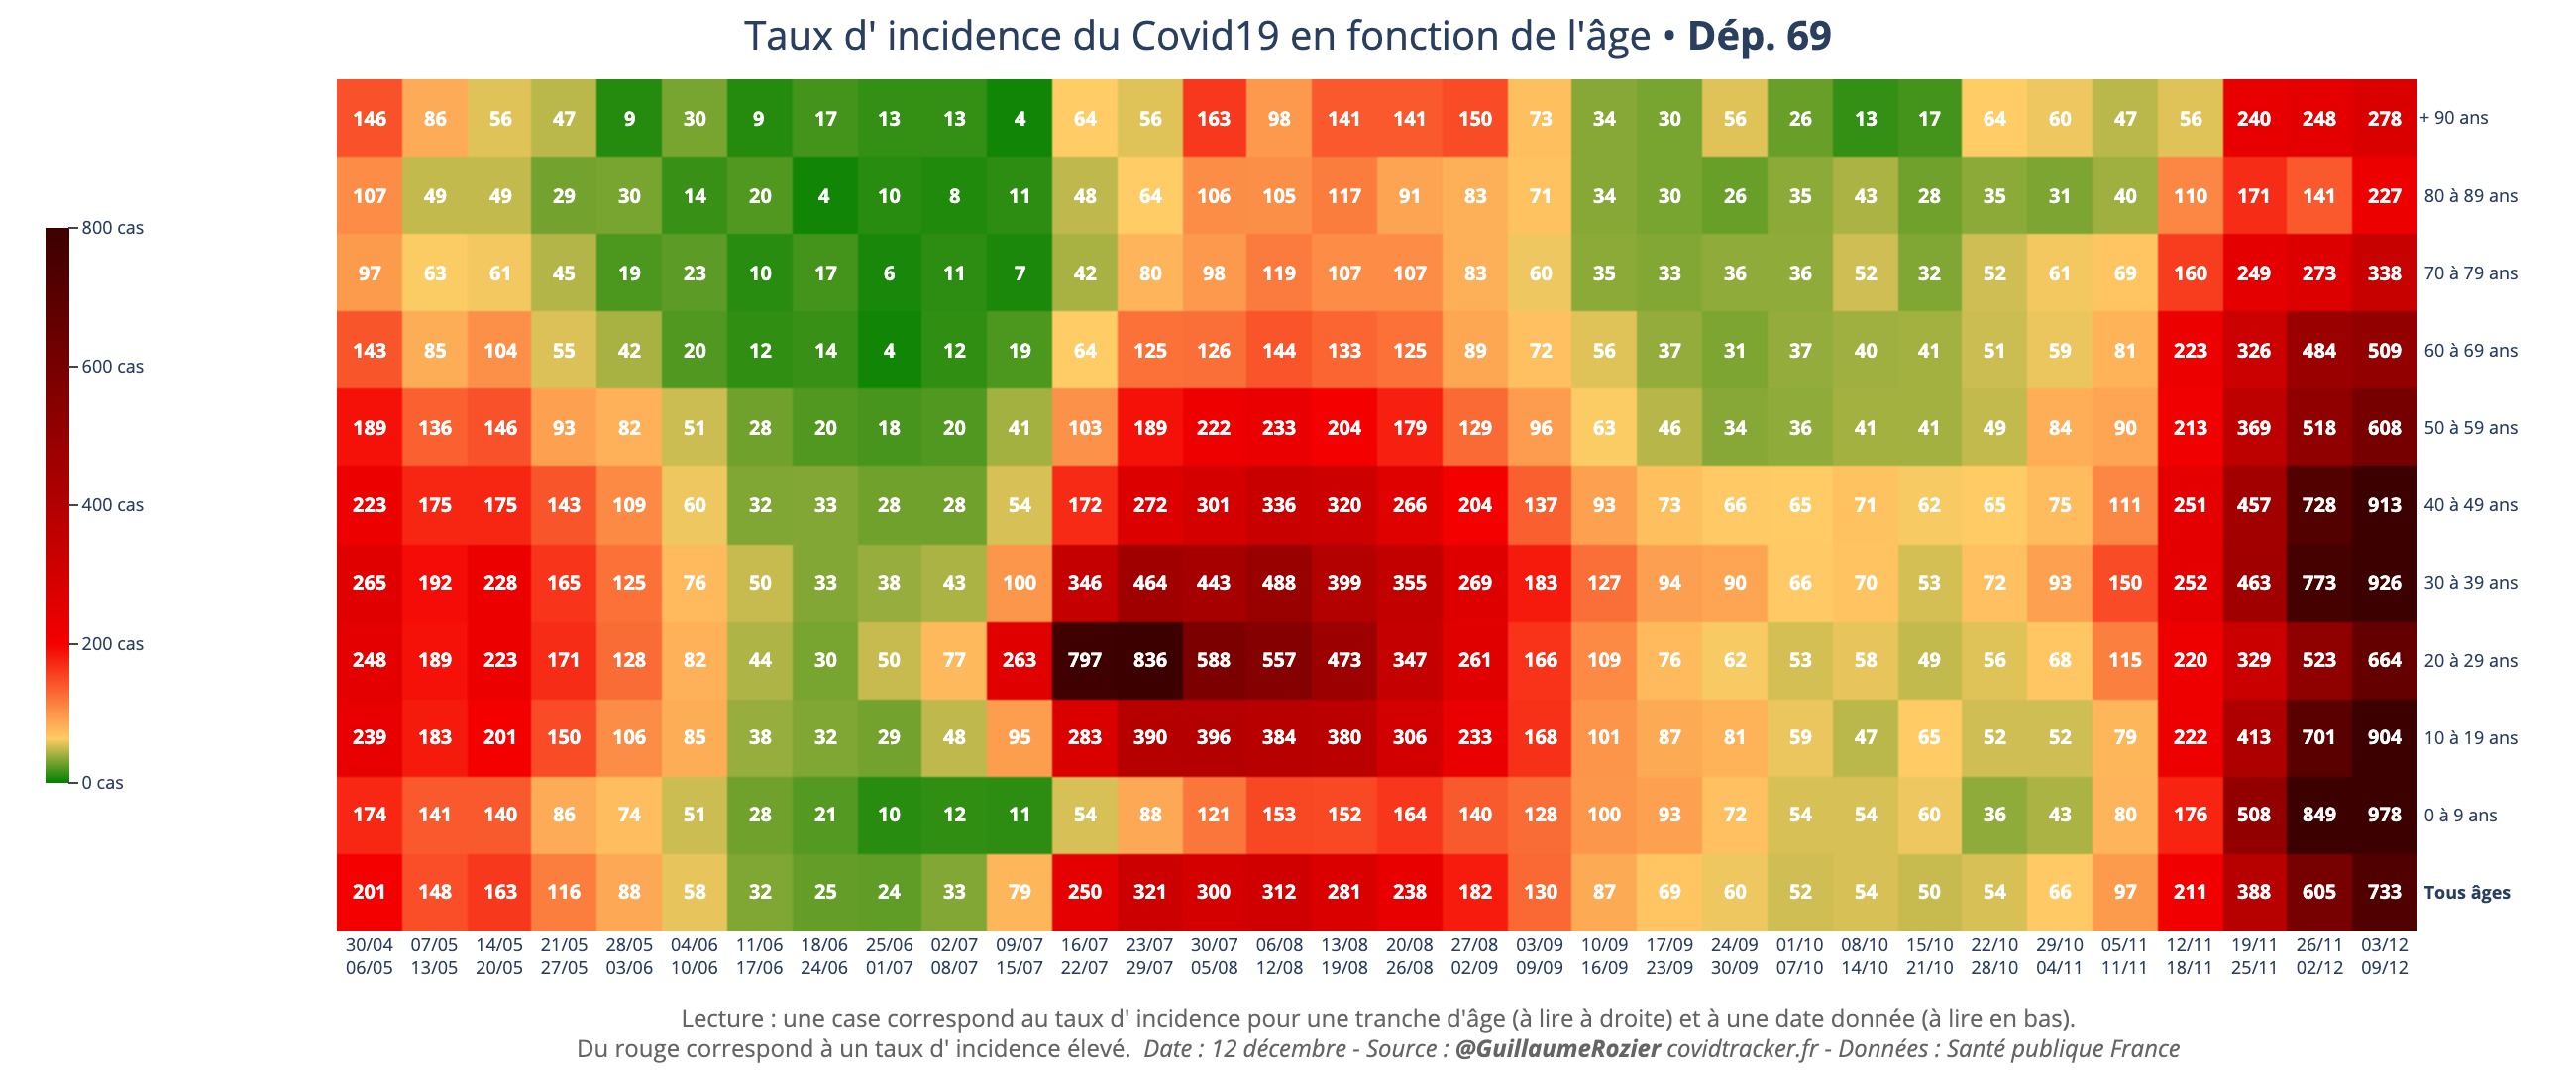 Taux d' incidence du Covid19 en fonction de l'âge • Dép. 69
800 cas
600 cas
400 cas
200 cas
0 cas
146 86 56 47 9 30 9 17 13 13 4 64 56 163 98 141 141 150 73 34 30 56 26 13 17 64 60 47 56 240 248 278 + 90 ans
107 49 49 29 30 14 20 4 10 8 11 48 64 106 105 117 91 83 71 34 30 26 35 43 28 35 31 40 110 171 141 227 80 à 89 ans
97 63 61 45 19 23 10 17 6 11 7 42 80 98 119 107 107 83 60 35 33 36 36 52 32 52 61 69 160 249 273 338 70 à 79 ans
143 85 104 55 42 20 12 14 4 12 19 64 125 126 144 133 125 89 72 56 37 31 37 40 41 51 59 81 223 326 484 509 60 à 69 ans
189 136 146 93 82 51 28 20 18 20 41 103 189 222 233 204 179 129 96 63 46 34 36 41 41 49 84 90 213 369 518 608 50 à 59 ans
223 175 175 143 109 60 32 33 28 28 54 172 272 301 336 320 266 204 137 93 73 66 65 71 62 65 75 111 251 457 728 913 40 à 49 ans
265 192 228 165 125 76 50 33 38 43 100 346 464 443 488 399 355 269 183 127 94 90 66 70 53 72 93 150 252 463 773 926 30 à 39 ans
248 189 223 171 128 82 44 30 50 77 263 797 836 588 557 473 347 261 166 109 76 62 53 58 49 56 68 115 220 329 523 664 20 à 29 ans
239 183 201 150 106 85 38 32 29 48 95 283 390 396 384 380 306 233 168 101 87 81 59 47 65 52 52 79 222 413 701 904 10 à 19 ans
174 141 140 86 74 51 28 21 10 12 11 54 88 121 153 152 164 140 128 100 93 72 54 54 60 36 43 80 176 508 849 978 0 à 9 ans
201 148 163 116 88 58 32 25 24 33 79 250 321 300 312 281 238 182 130 87 69 60 52 54 50 54 66 97 211 388 605 733 Tous âges
30/04 07/05 14/05 21/05 28/05 04/06 11/06 18/06 25/06 02/07 09/07 16/07 23/07 30/07 06/08 13/08 20/08 27/08 03/09 10/09 17/09 24/09 01/10 08/10 15/10 22/10 29/10 05/11 12/11 19/11 26/11 03/12
06/05 13/05 20/05 27/05 03/06 10/06 17/06 24/06 01/07 08/07 15/07 22/07 29/07 05/08 12/08 19/08 26/08 02/09 09/09 16/09 23/09 30/09 07/10 14/10 21/10 28/10 04/11 11/11 18/11 25/11 02/12 09/12
Lecture : une case correspond au taux d' incidence pour une tranche d'âge (à lire à droite) et à une date donnée (à lire en bas).
Du rouge correspond à un taux d' incidence élevé. Date : 12 décembre - Source : @GuillaumeRozier covidtracker.fr - Données : Santé publique France